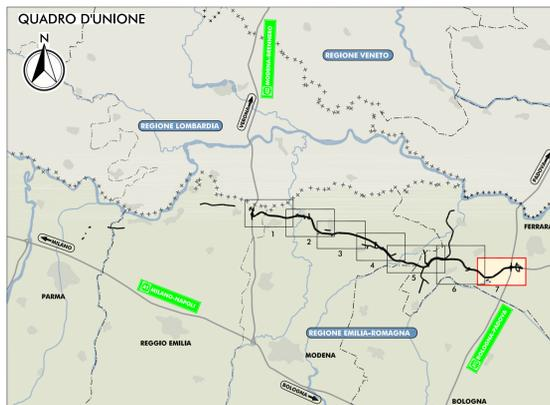 QUADRO D'UNIONE
N
MODENA-BRENNERO
REGIONE VENETO
VERONA
REGIONE LOMBARDIA
PADOVA
FERRARA
MILANO
1
2
3
4
5
6
7
PARMA
MILANO-NAPOLI
REGGIO EMILIA
REGIONE EMILIA-ROMAGNA
MODENA
BOLOGNA-PADOVA
BOLOGNA
BOLOGNA